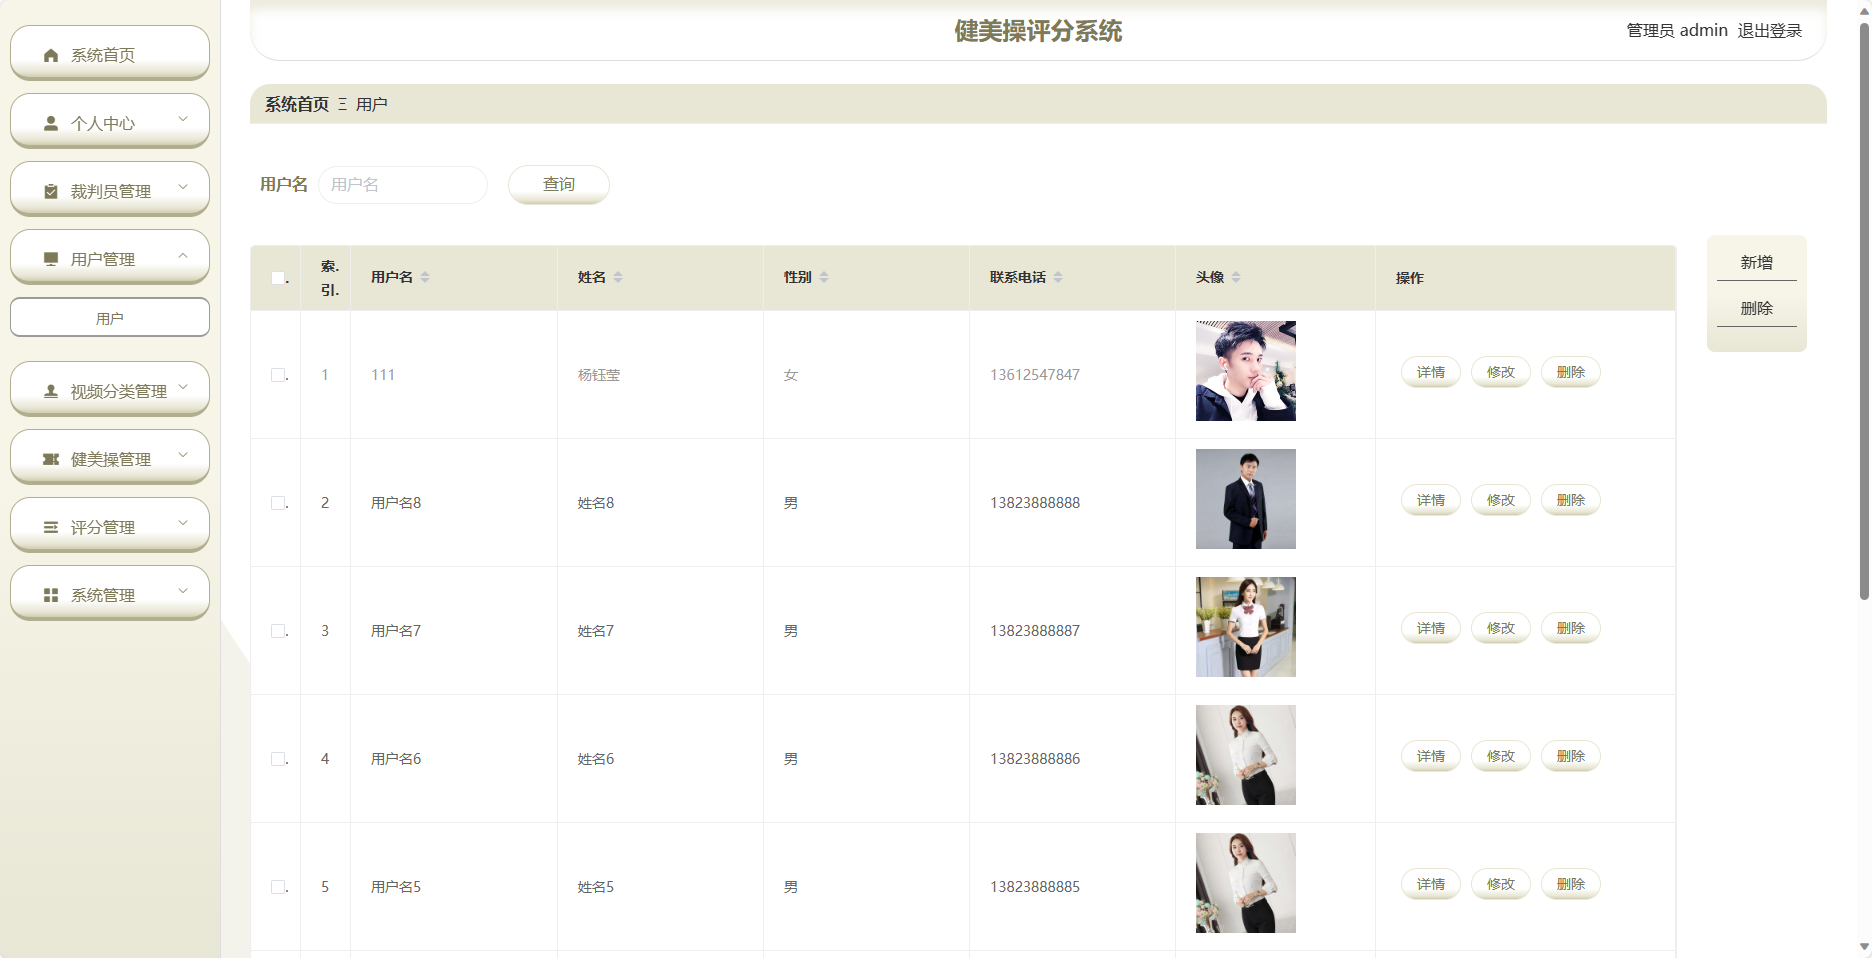 健美操评分系统
管理员 admin 退出登录
系统首页
个人中心
裁判员管理
用户管理
用户
视频分类管理
健美操管理
评分管理
系统管理
系统首页 Ξ 用户
用户名 用户名 查询
新增
删除
索. 引. 用户名 姓名 性别 联系电话 头像 操作
1 111 杨钰莹 女 13612547847 详情 修改 删除
2 用户名8 姓名8 男 13823888888 详情 修改 删除
3 用户名7 姓名7 男 13823888887 详情 修改 删除
4 用户名6 姓名6 男 13823888886 详情 修改 删除
5 用户名5 姓名5 男 13823888885 详情 修改 删除